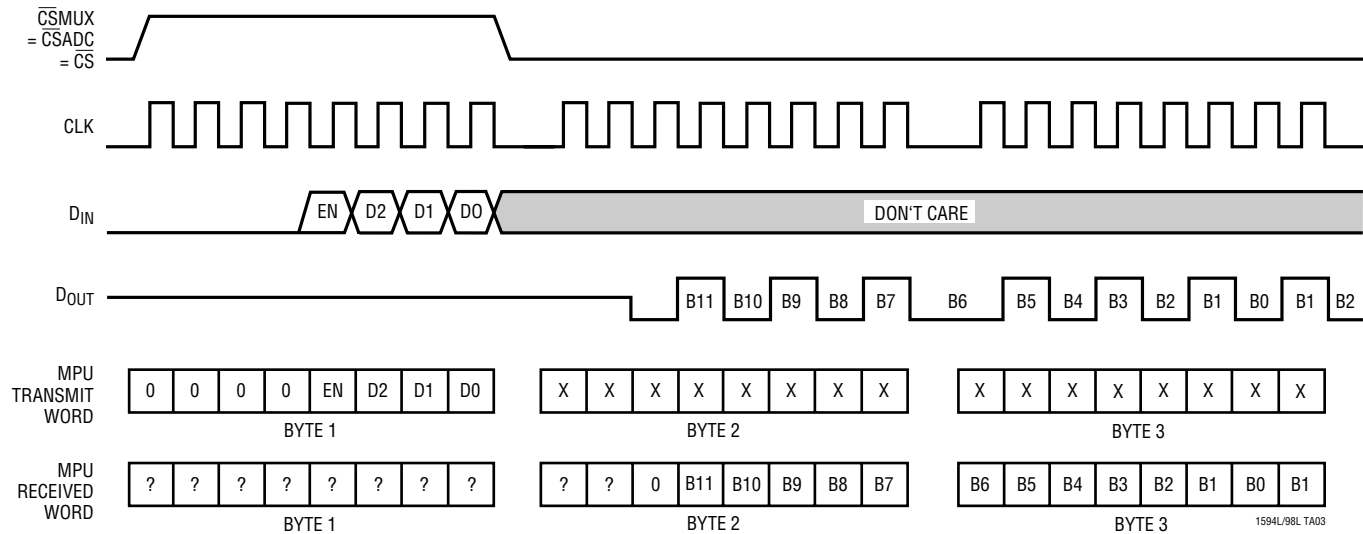 CSMUX
= CSADC
= CS
CLK
DIN
EN D2 D1 D0
DON'T CARE
DOUT
B11 B10 B9 B8 B7 B6 B5 B4 B3 B2 B1 B0 B1 B2
MPU
TRANSMIT
WORD
0 0 0 0 EN D2 D1 D0
X X X X X X X X
X X X X X X X X
BYTE 1
BYTE 2
BYTE 3
MPU
RECEIVED
WORD
? ? ? ? ? ? ? ?
? ? 0 B11 B10 B9 B8 B7
B6 B5 B4 B3 B2 B1 B0 B1
BYTE 1
BYTE 2
BYTE 3
1594L/98L TA03